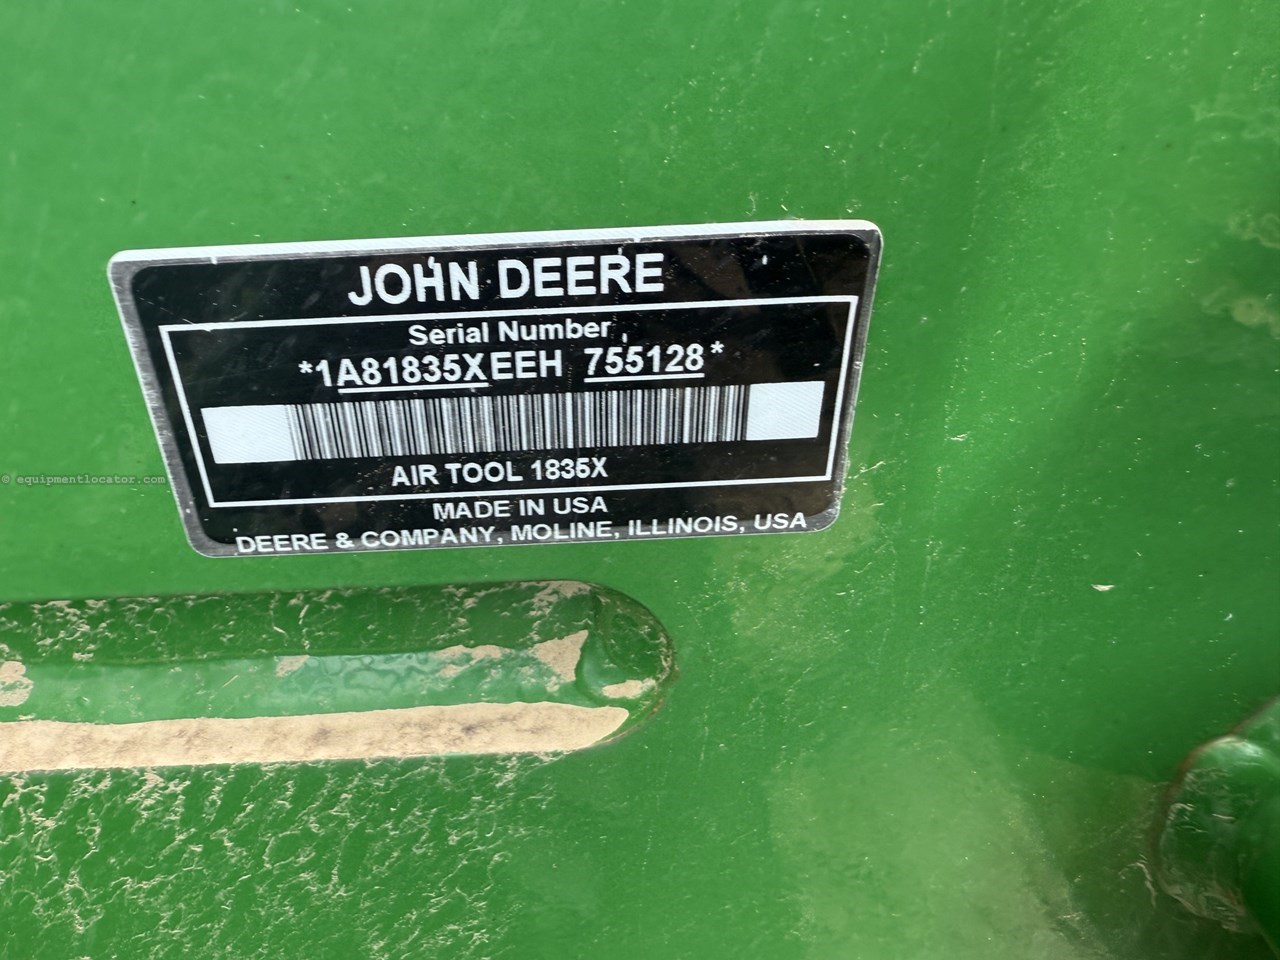 JOHN DEERE
Serial Number
*1A81835XEEH 755128*
AIR TOOL 1835X
MADE IN USA
DEERE & COMPANY, MOLINE, ILLINOIS, USA
© equipmentlocator.com